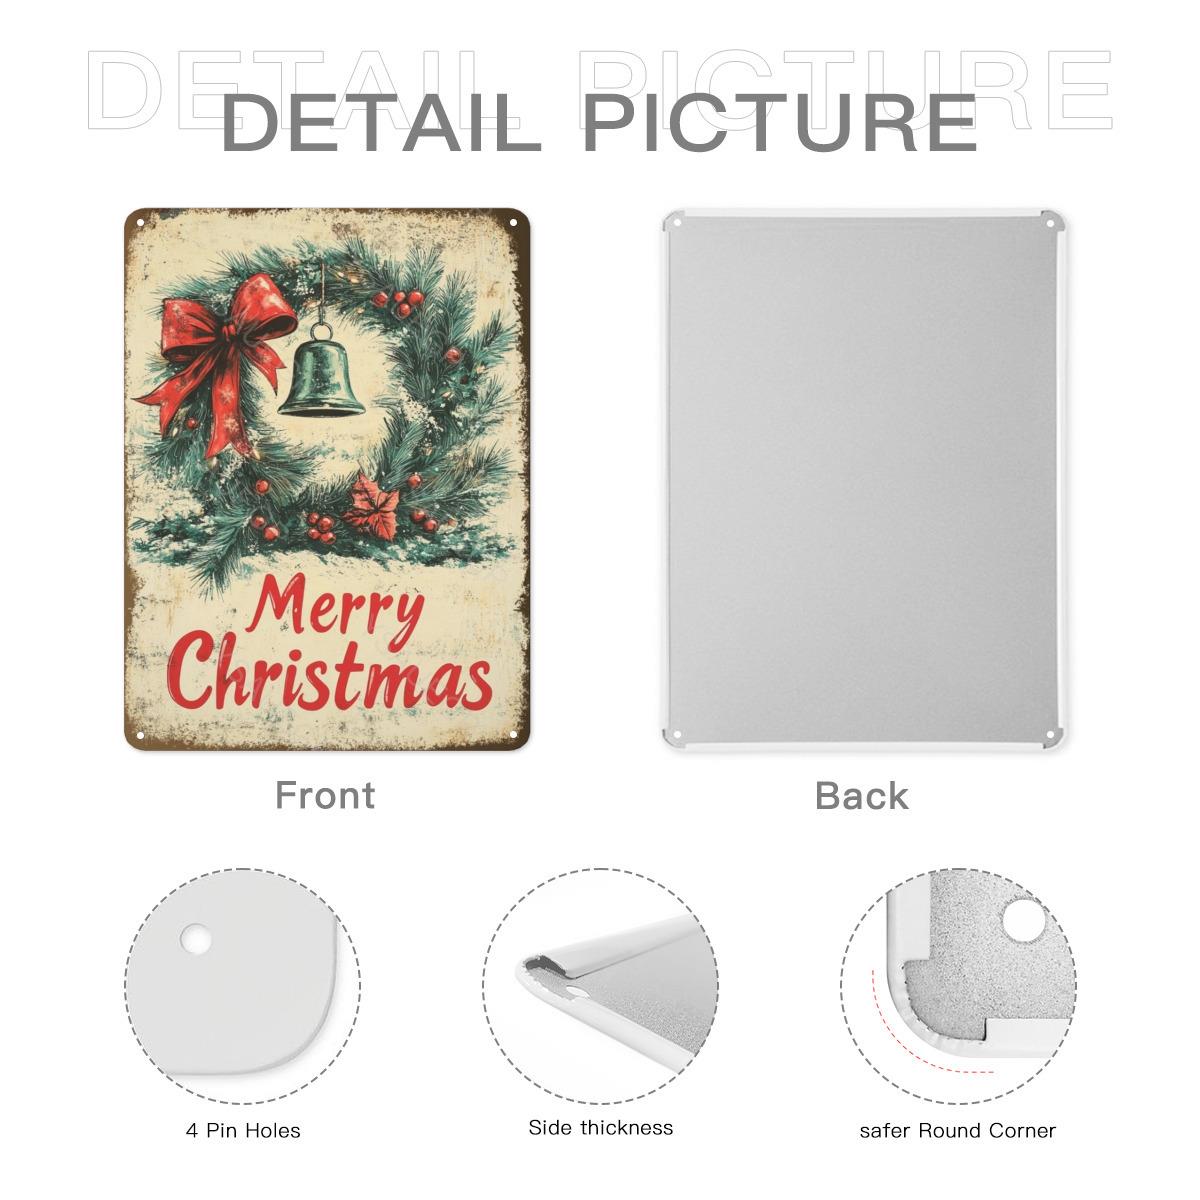 DETAIL PICTURE
DETAIL PICTURE
Merry
Christmas
Front
Back
4 Pin Holes
Side thickness
safer Round Corner